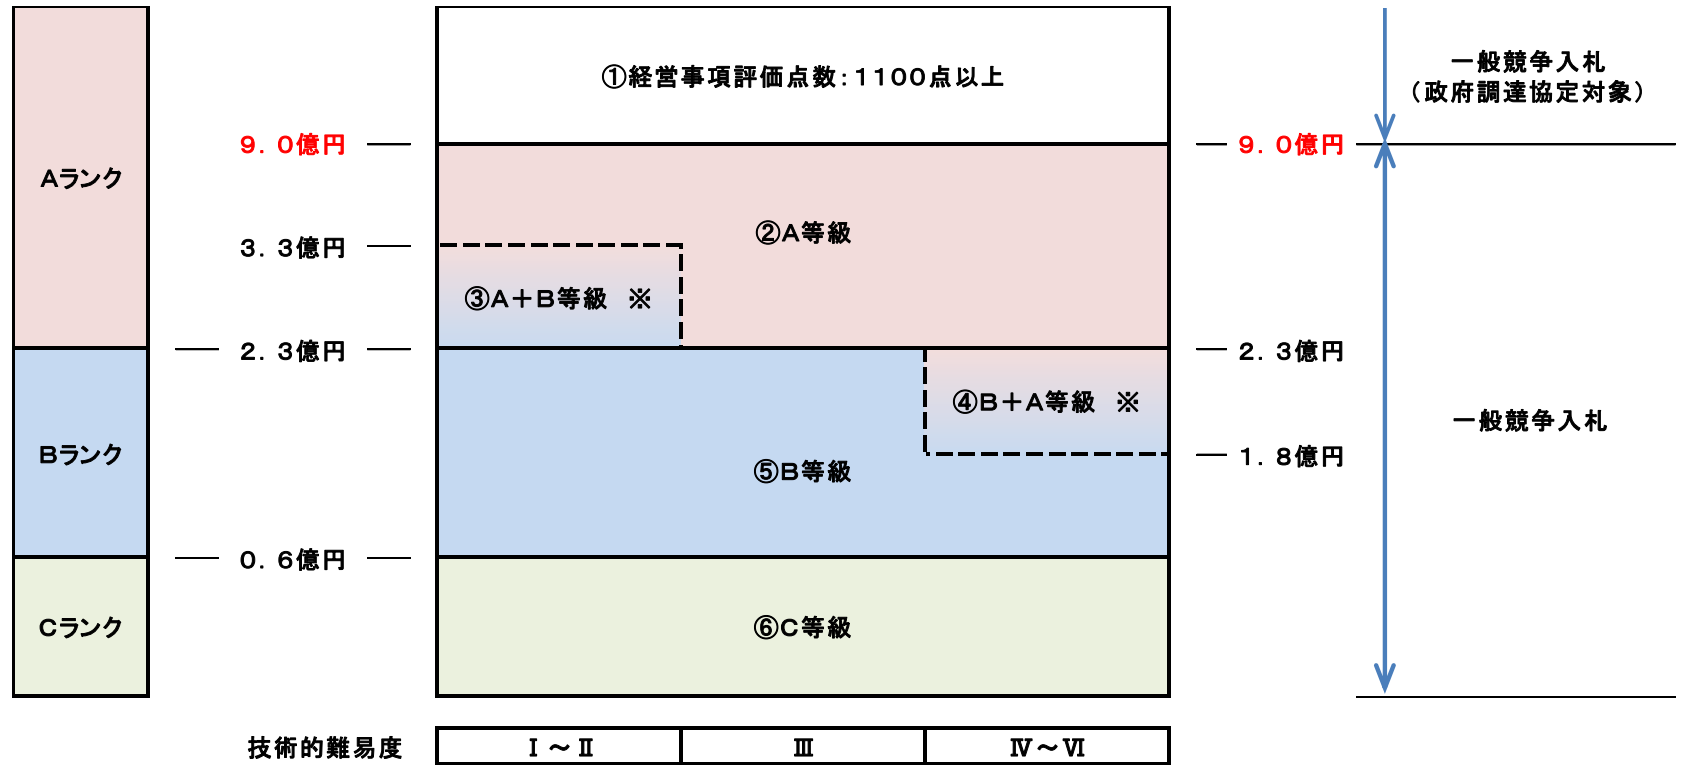 ①経営事項評価点数：１１００点以上
一般競争入札
（政府調達協定対象）
９．０億円
９．０億円
Ａランク
②Ａ等級
３．３億円
③Ａ＋Ｂ等級　※
２．３億円
２．３億円
④Ｂ＋Ａ等級　※
一般競争入札
Ｂランク
１．８億円
⑤Ｂ等級
０．６億円
Ｃランク
⑥Ｃ等級
技術的難易度
Ⅰ～Ⅱ
Ⅲ
Ⅳ～Ⅵ